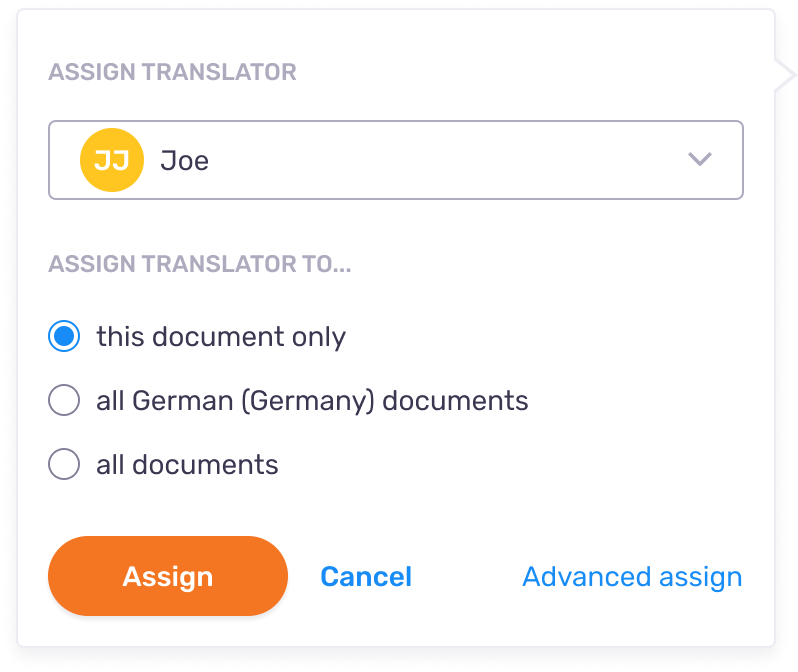 ASSIGN TRANSLATOR
JJ Joe
ASSIGN TRANSLATOR TO...
this document only
all German (Germany) documents
all documents
Assign Cancel Advanced assign